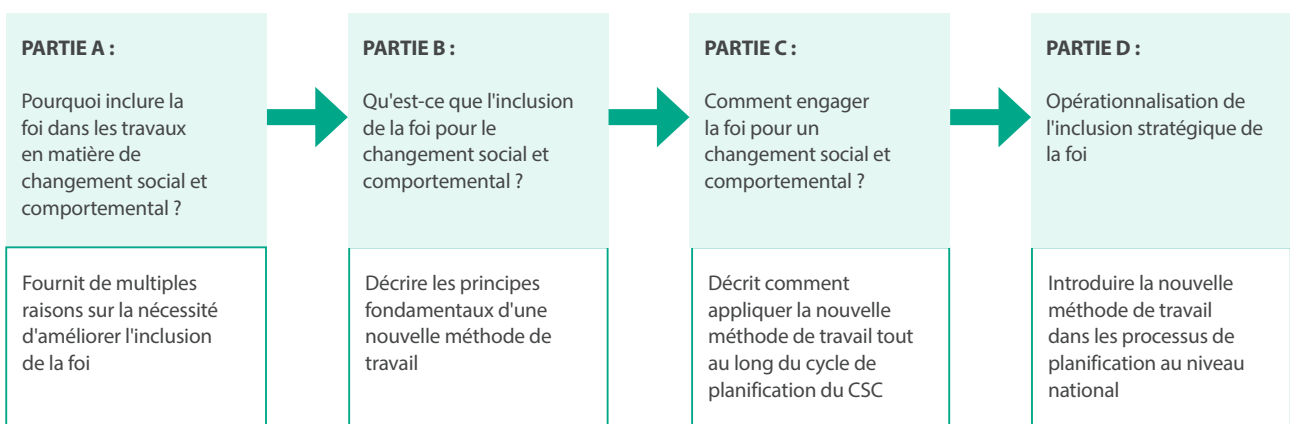 PARTIE A :
Pourquoi inclure la
foi dans les travaux
en matière de
changement social et
comportemental ?
Fournit de multiples
raisons sur la nécessité
d'améliorer l'inclusion
de la foi
PARTIE B :
Qu'est-ce que l'inclusion
de la foi pour le
changement social et
comportemental ?
Décrire les principes
fondamentaux d'une
nouvelle méthode de
travail
PARTIE C :
Comment engager
la foi pour un
changement social et
comportemental ?
Décrit comment
appliquer la nouvelle
méthode de travail tout
au long du cycle de
planification du CSC
PARTIE D :
Opérationnalisation de
l'inclusion stratégique de
la foi
Introduire la nouvelle
méthode de travail
dans les processus de
planification au niveau
national